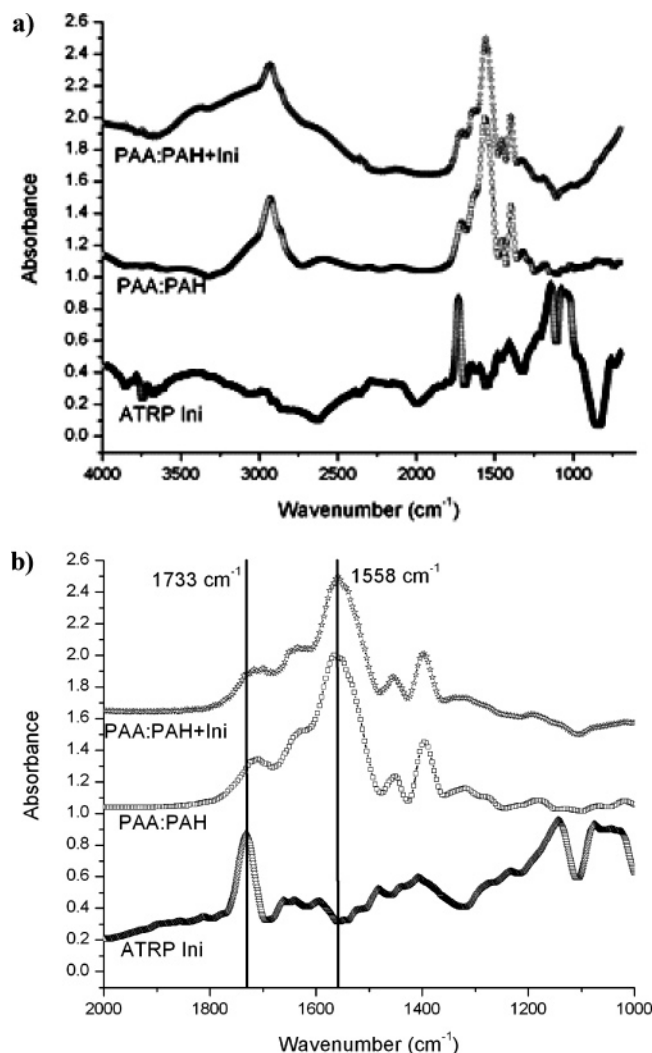 a)
2.6
2.4
2.2
2.0
1.8
1.6
1.4
1.2
1.0
0.8
0.6
0.4
0.2
0.0
Absorbance
PAA:PAH+Ini
PAA:PAH
ATRP Ini
4000 3500 3000 2500 2000 1500 1000
Wavenumber (cm-1)
b)
2.6
2.4
2.2
2.0
1.8
1.6
1.4
1.2
1.0
0.8
0.6
0.4
0.2
0.0
Absorbance
1733 cm-1
1558 cm-1
PAA:PAH+Ini
PAA:PAH
ATRP Ini
2000 1800 1600 1400 1200 1000
Wavenumber (cm-1)